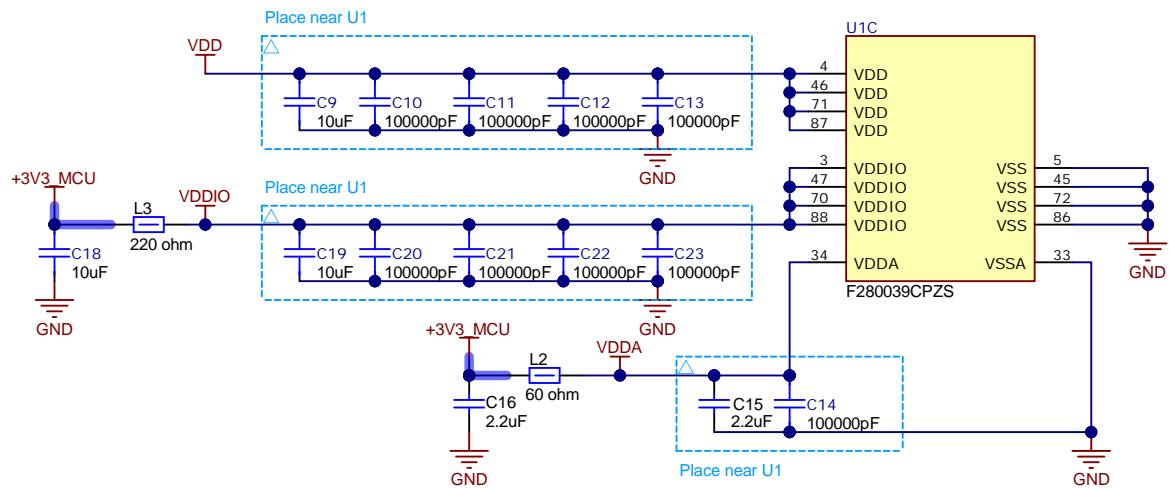 Place near U1
VDD
C9
10uF
C10
100000pF
C11
100000pF
C12
100000pF
C13
100000pF
GND
U1C
4 VDD
46 VDD
71 VDD
87 VDD
3 VDDIO
47 VDDIO
70 VDDIO
88 VDDIO
34 VDDA
VSS 5
VSS 45
VSS 72
VSS 86
VSSA 33
F280039CPZS
GND
+3V3_MCU
L3
220 ohm
VDDIO
C18
10uF
GND
Place near U1
C19
10uF
C20
100000pF
C21
100000pF
C22
100000pF
C23
100000pF
GND
+3V3_MCU
L2
60 ohm
VDDA
C16
2.2uF
GND
C15
2.2uF
C14
100000pF
Place near U1
GND